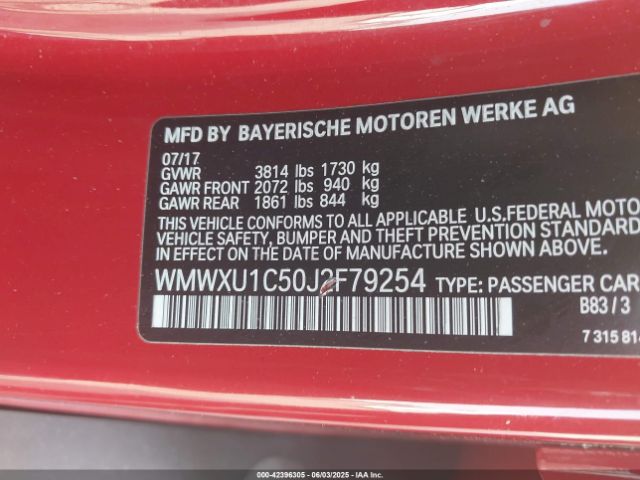 MFD BY BAYERISCHE MOTOREN WERKE AG
07/17
GVWR 3814 lbs 1730 kg
GAWR FRONT 2072 lbs 940 kg
GAWR REAR 1861 lbs 844 kg
THIS VEHICLE CONFORMS TO ALL APPLICABLE U.S.FEDERAL MOTO
VEHICLE SAFETY, BUMPER AND THEFT PREVENTION STANDARD
IN EFFECT ON THE DATE OF MANUFACTURE SHOWN ABOVE.
WMWXU1C50J2F79254 TYPE: PASSENGER CAR
B83 / 3
7 315 814
000-42396305 - 06/03/2025 - IAAI.CA